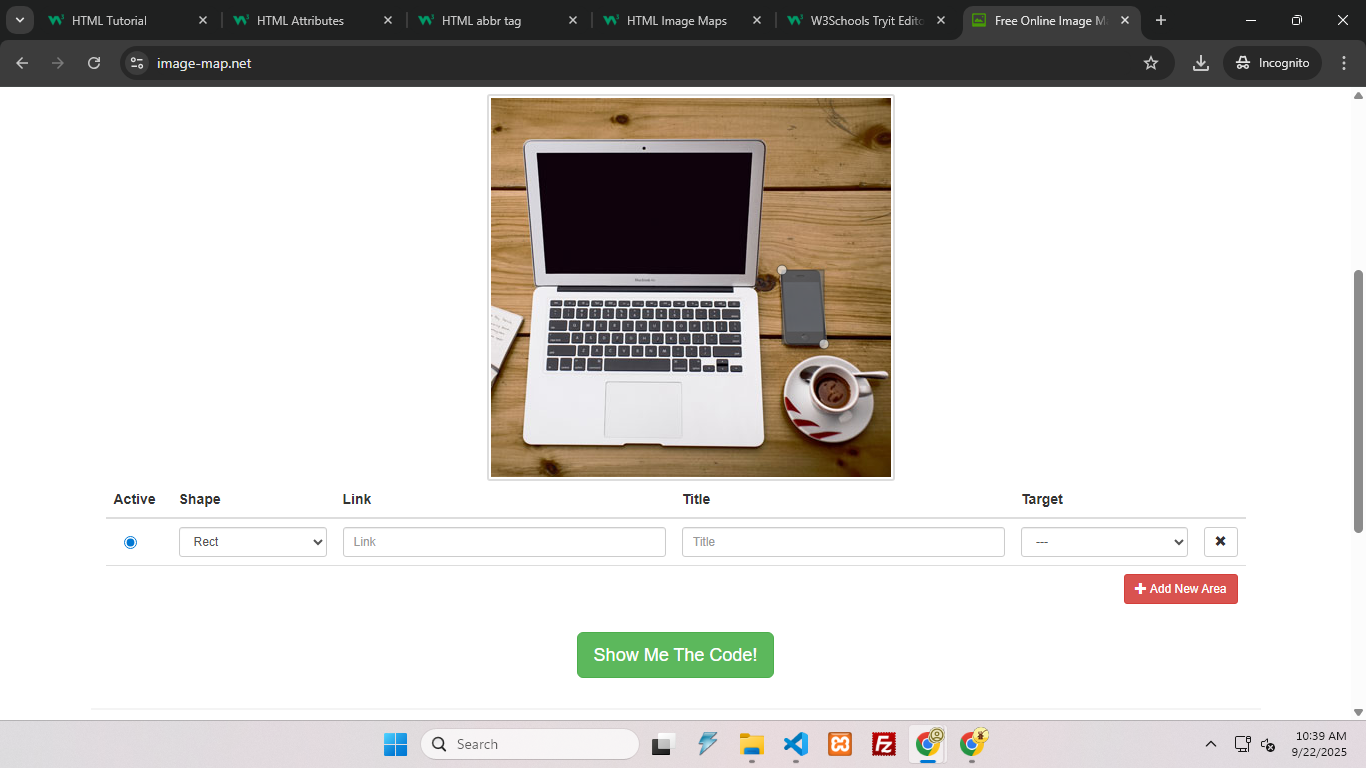 HTML Tutorial
HTML Attributes
HTML abbr tag
HTML Image Maps
W3Schools Tryit Edito
Free Online Image M
image-map.net
Incognito
Active Shape Link Title Target
Rect Link Title ---
Add New Area
Show Me The Code!
Search
10:39 AM
9/22/2025